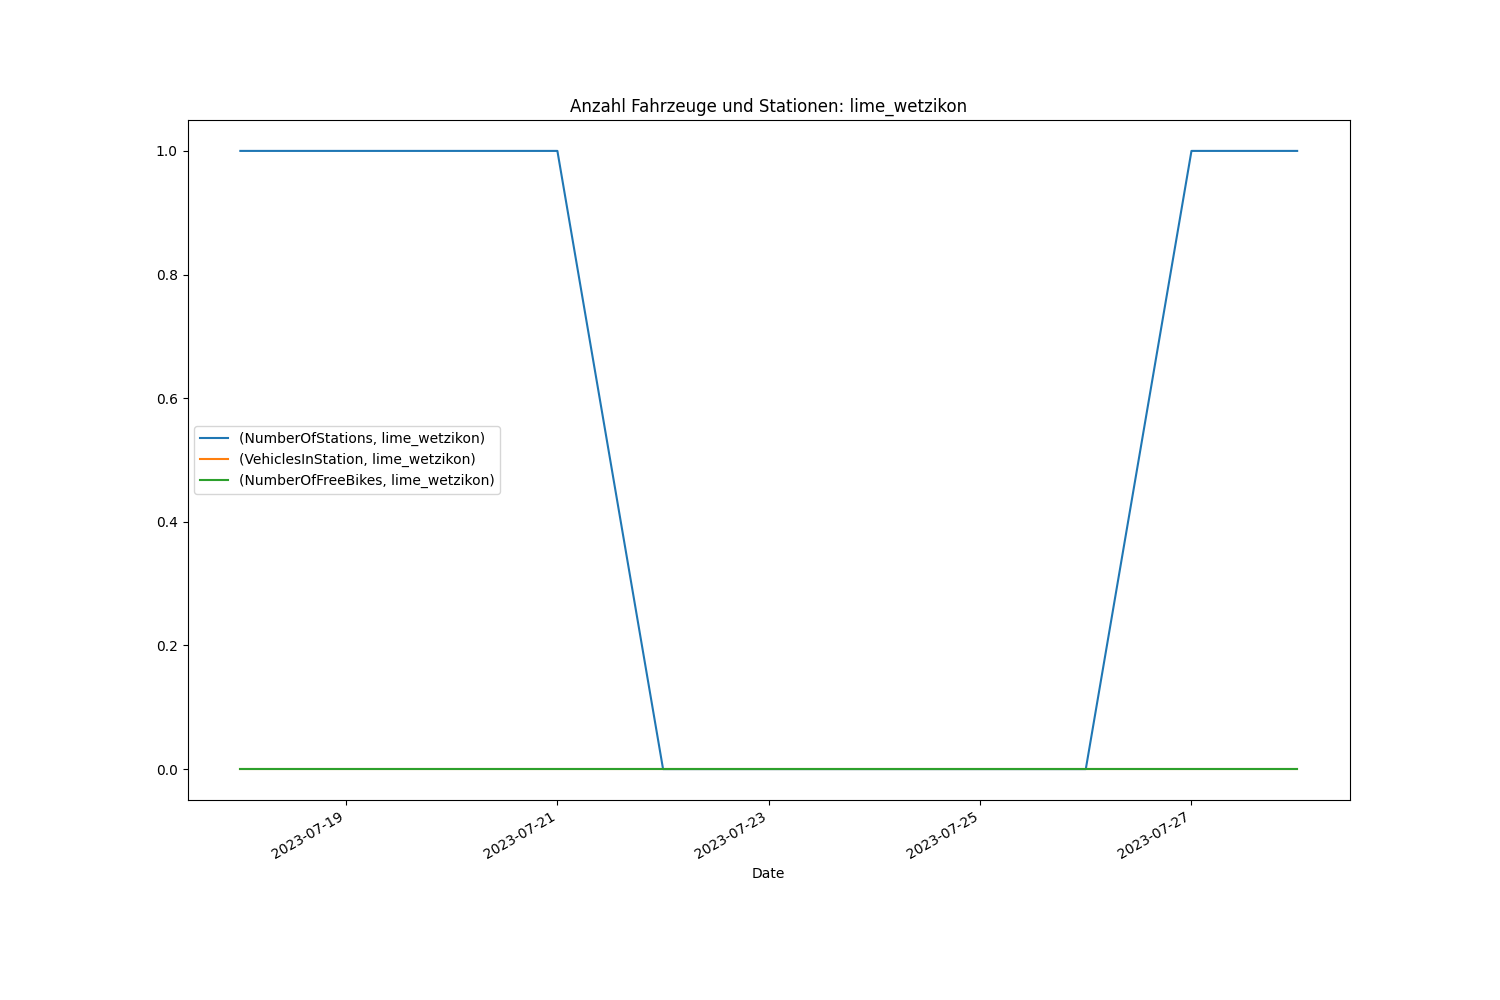 Anzahl Fahrzeuge und Stationen: lime_wetzikon
1.0
0.8
0.6
0.4
0.2
0.0
(NumberOfStations, lime_wetzikon)
(VehiclesInStation, lime_wetzikon)
(NumberOfFreeBikes, lime_wetzikon)
2023-07-19
2023-07-21
2023-07-23
2023-07-25
2023-07-27
Date